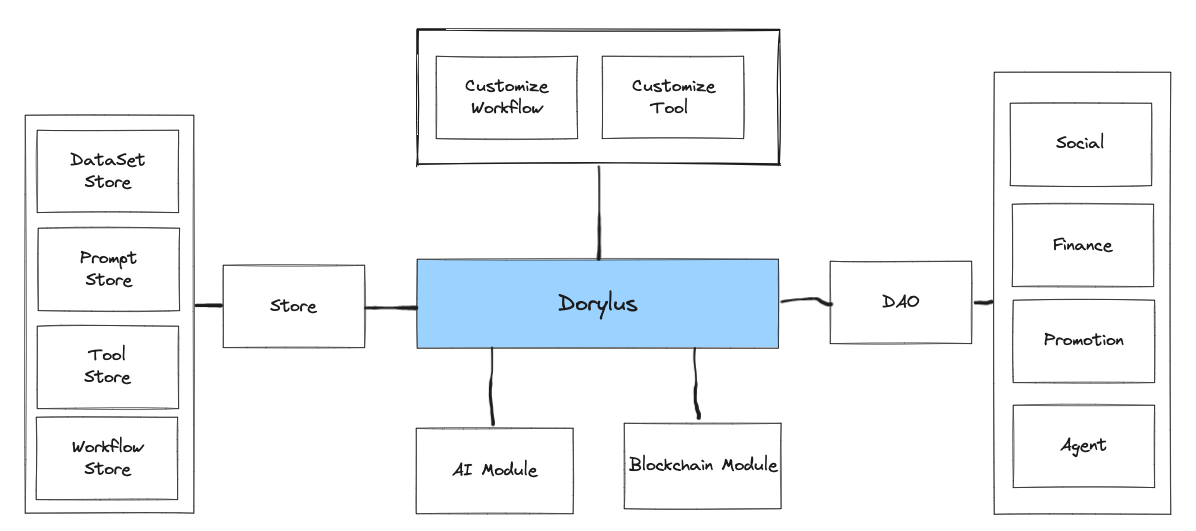 Customize
Workflow
Customize
Tool
DataSet
Store
Prompt
Store
Tool
Store
Workflow
Store
Store
Dorylus
DAO
Social
Finance
Promotion
Agent
AI Module
Blockchain Module